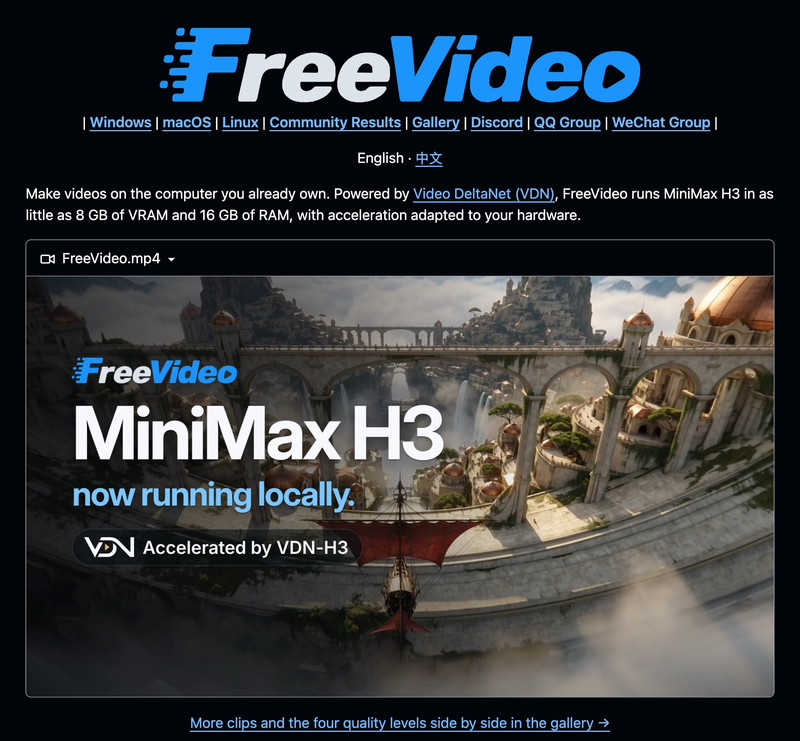 FreeVideo
| Windows | macOS | Linux | Community Results | Gallery | Discord | QQ Group | WeChat Group |
English · 中文
Make videos on the computer you already own. Powered by Video DeltaNet (VDN), FreeVideo runs MiniMax H3 in as
little as 8 GB of VRAM and 16 GB of RAM, with acceleration adapted to your hardware.
FreeVideo.mp4
FreeVideo
MiniMax H3
now running locally.
VDN Accelerated by VDN-H3
More clips and the four quality levels side by side in the gallery →